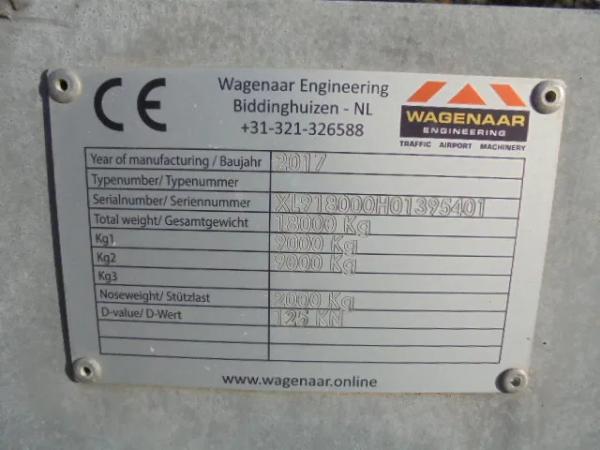 CE
Wagenaar Engineering
Biddinghuizen - NL
+31-321-326588
WAGENAAR
ENGINEERING
TRAFFIC AIRPORT MACHINERY
Year of manufacturing / Baujahr 2017
Typenumber/ Typenummer
Serialnumber/ Seriennummer XL918000H01395401
Total weight/ Gesamtgewicht 18000 Kg
Kg1 9000 Kg
Kg2 9000 Kg
Kg3
Noseweight/ Stützlast 2000 Kg
D-value/ D-Wert 125 KN
www.wagenaar.online